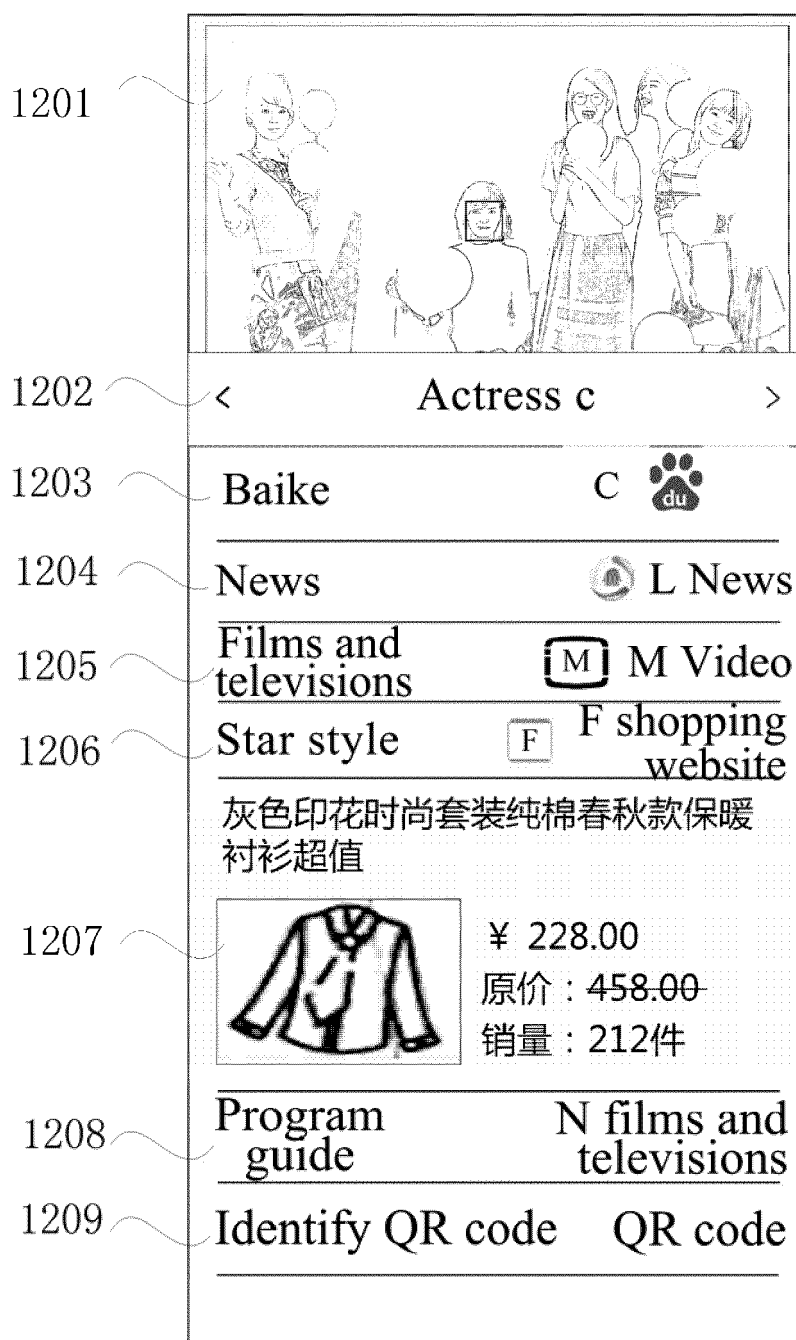 1201
1202 < Actress c >
1203 Baike C du
1204 News L News
1205 Films and televisions M M Video
1206 Star style F F shopping website
灰色印花时尚套装纯棉春秋款保暖
衬衫超值
1207
¥ 228.00
原价：458.00
销量：212件
1208 Program guide N films and televisions
1209 Identify QR code QR code